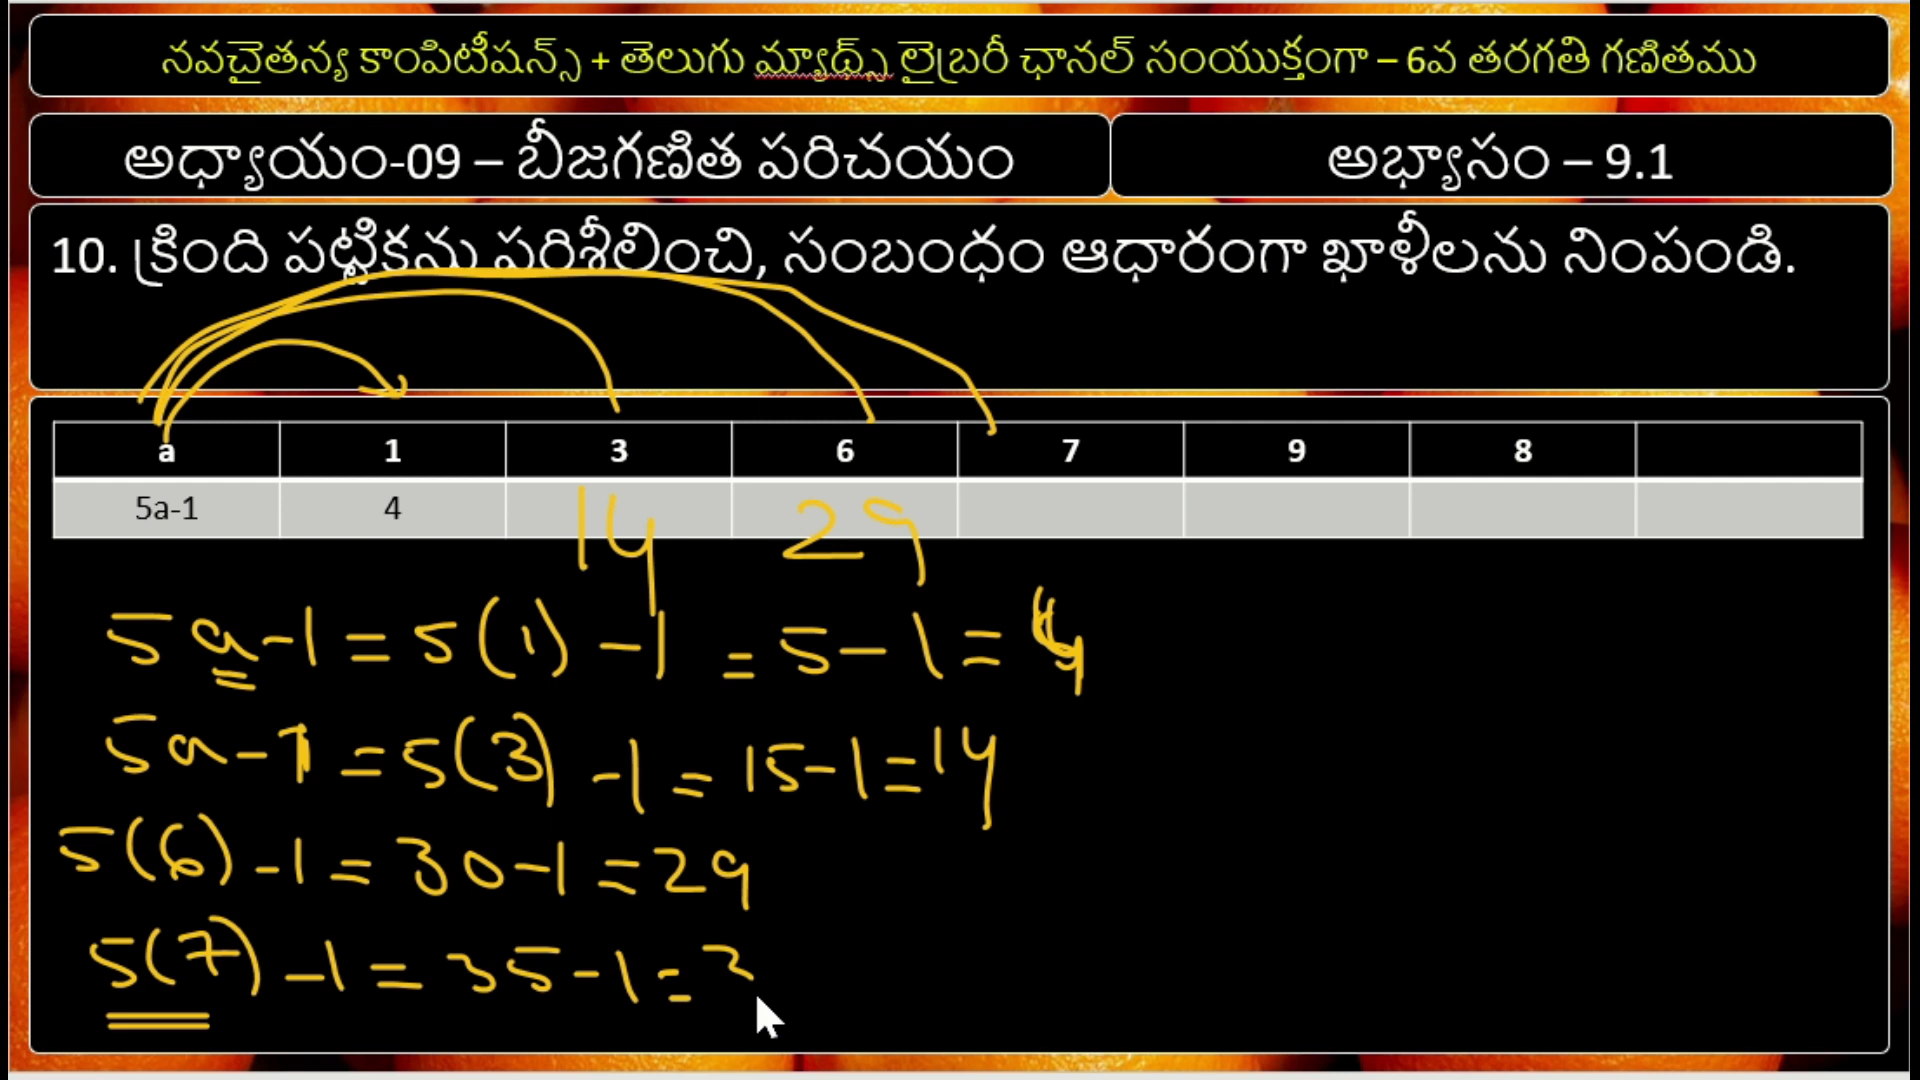 నవచైతన్య కాంపిటీషన్స్ + తెలుగు మ్యాథ్స్ లైబ్రరీ ఛానల్ సంయుక్తంగా – 6వ తరగతి గణితము
అధ్యాయం-09 – బీజగణిత పరిచయం
అభ్యాసం – 9.1
10. క్రింది పట్టికను పరిశీలించి, సంబంధం ఆధారంగా ఖాళీలను నింపండి.
a 1 3 6 7 9 8
5a-1 4 14 29
5a-1 = 5(1) -1 = 5-1 = 4
5a-1 = 5(3) -1 = 15-1 = 14
5(6) -1 = 30-1 = 29
5(7) -1 = 35-1 = 3